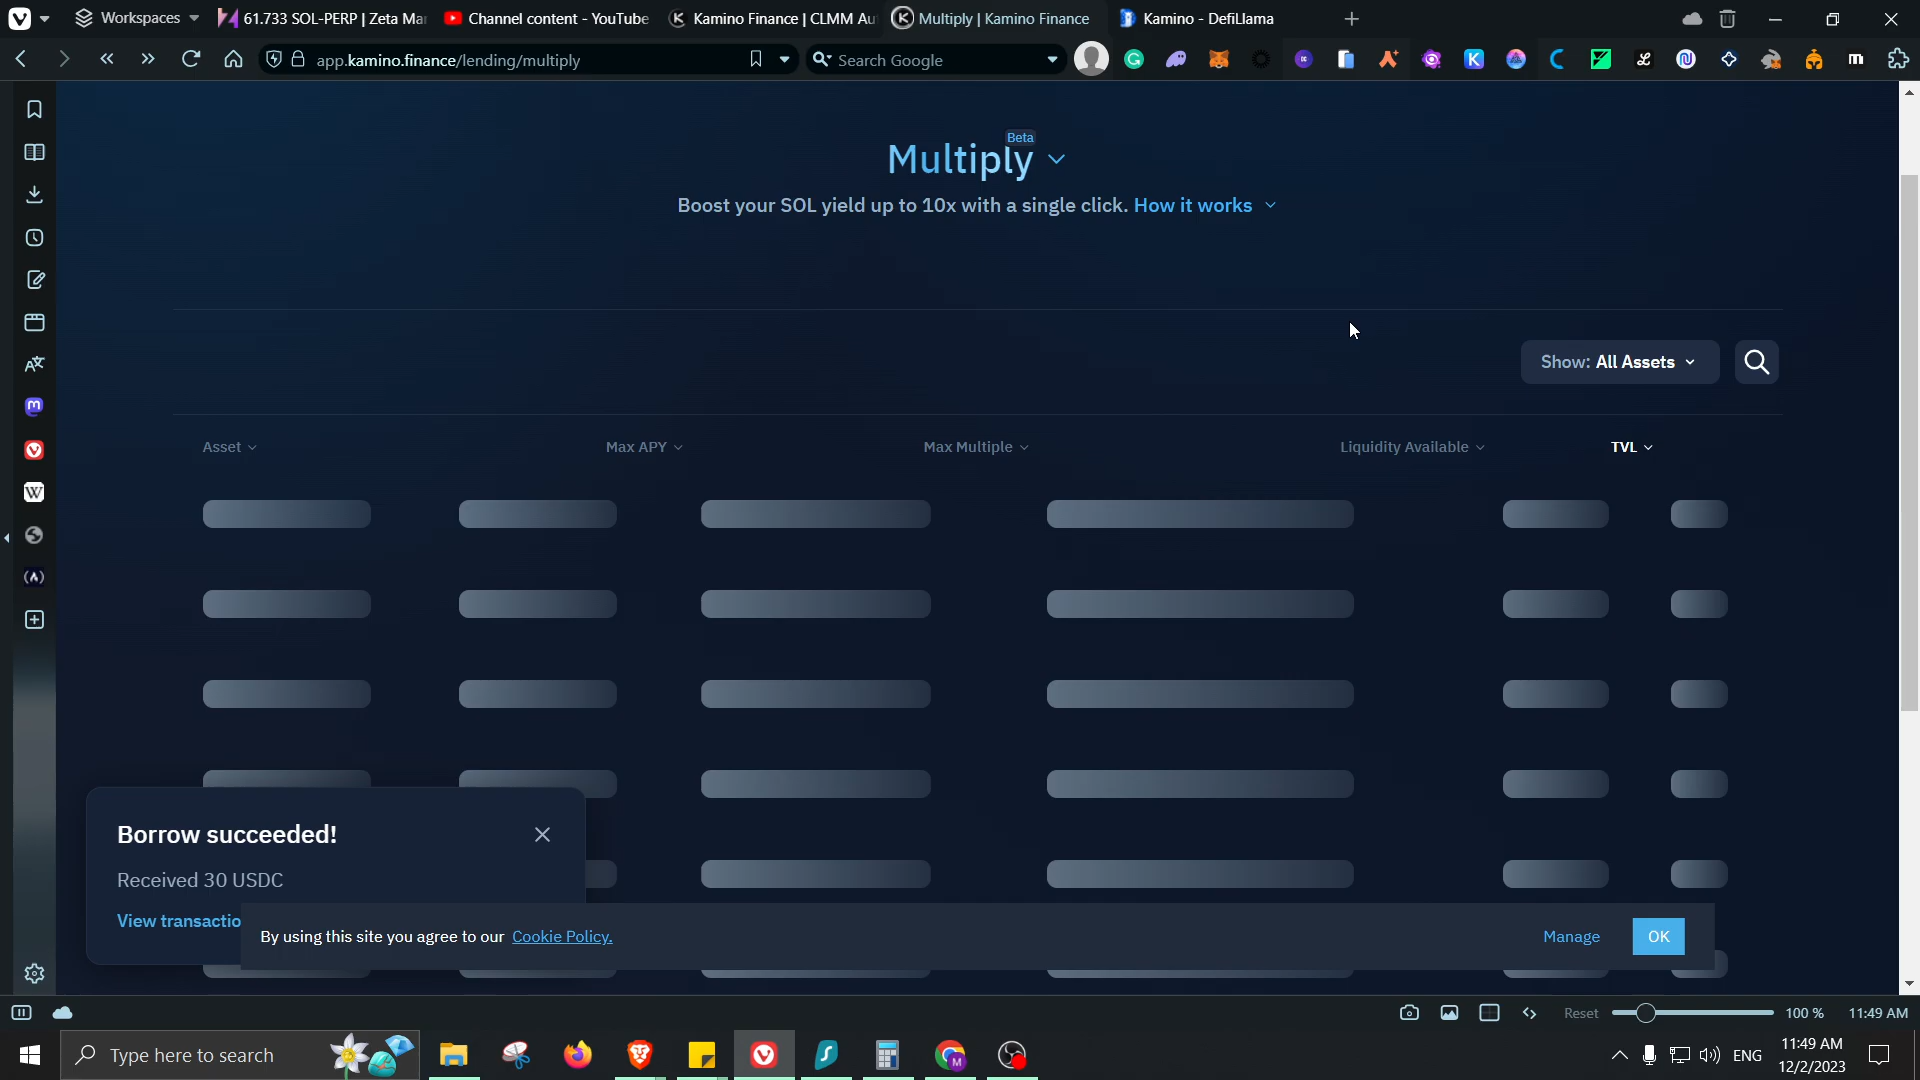 Workspaces
61.733 SOL-PERP | Zeta Mar
Channel content - YouTube
Kamino Finance | CLMM Au
Multiply | Kamino Finance
Kamino - DefiLlama
app.kamino.finance/lending/multiply
Search Google
Multiply
Beta
Boost your SOL yield up to 10x with a single click. How it works
Show: All Assets
Asset
Max APY
Max Multiple
Liquidity Available
TVL
Borrow succeeded!
Received 30 USDC
View transactio
By using this site you agree to our Cookie Policy.
Manage
OK
Reset
100 %
11:49 AM
Type here to search
ENG
11:49 AM
12/2/2023